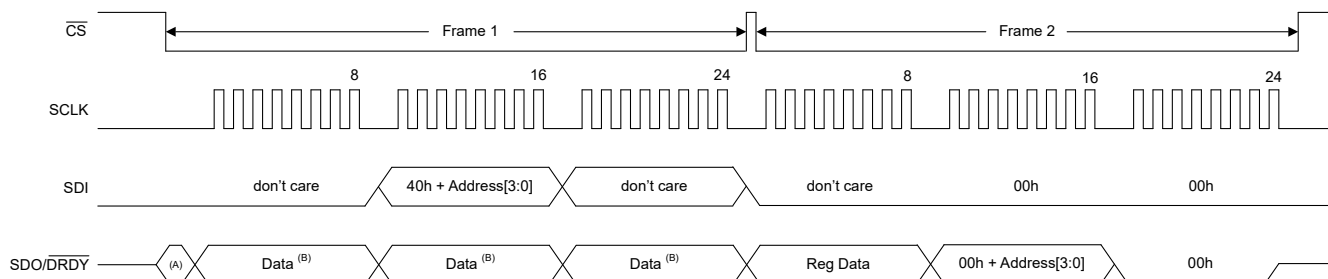 CS Frame 1 Frame 2
8 16 24 8 16 24
SCLK
SDI don't care 40h + Address[3:0] don't care don't care 00h 00h
SDO/DRDY (A) Data (B) Data (B) Data (B) Reg Data 00h + Address[3:0] 00h